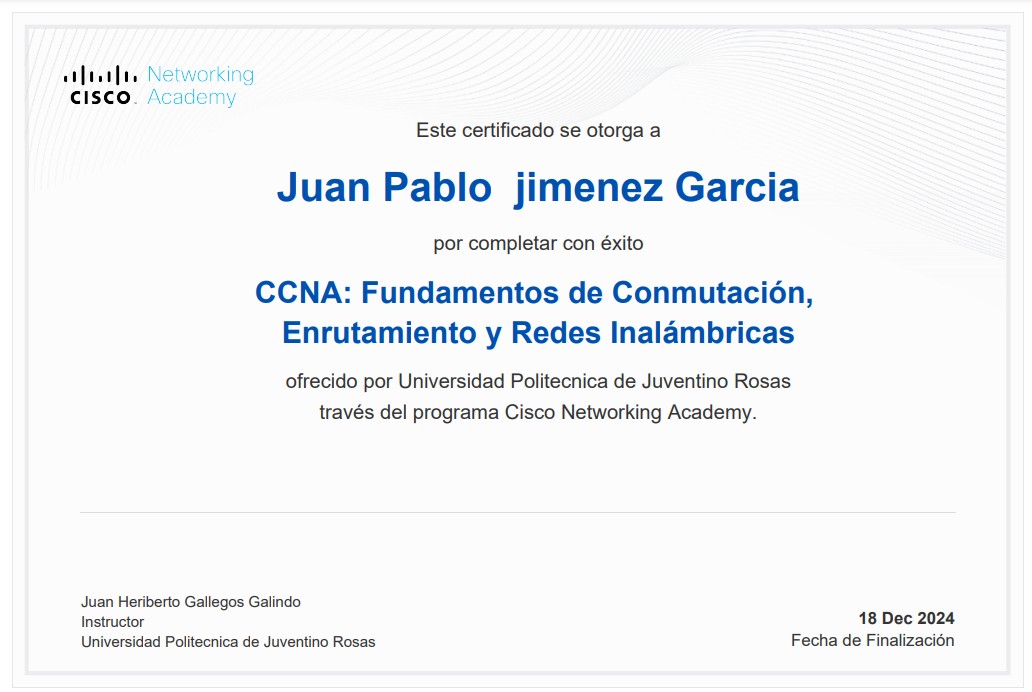 Networking
CISCO. Academy
Este certificado se otorga a
Juan Pablo  jimenez Garcia
por completar con éxito
CCNA: Fundamentos de Conmutación,
Enrutamiento y Redes Inalámbricas
ofrecido por Universidad Politecnica de Juventino Rosas
través del programa Cisco Networking Academy.
Juan Heriberto Gallegos Galindo
Instructor
Universidad Politecnica de Juventino Rosas
18 Dec 2024
Fecha de Finalización